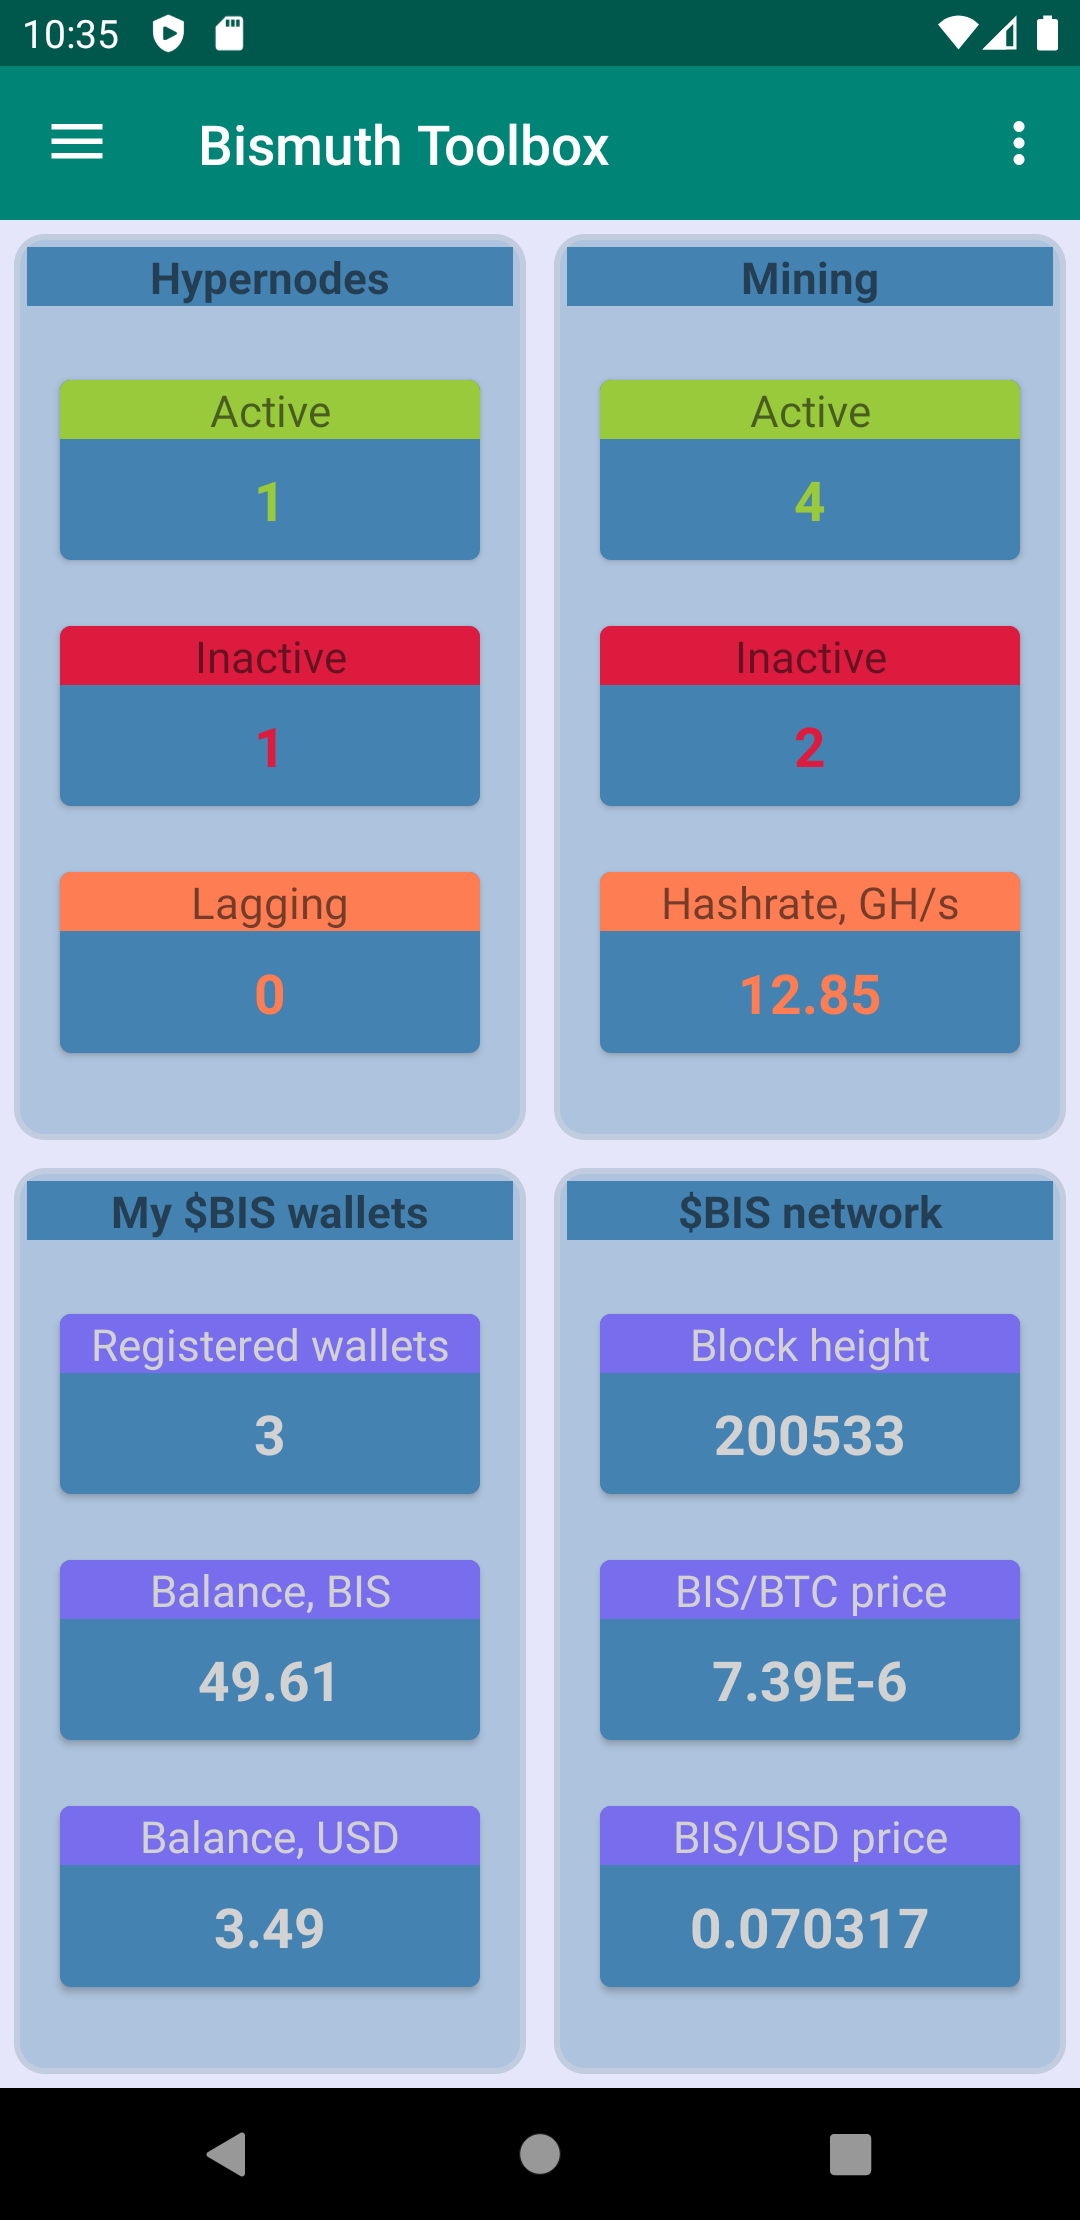 10:35
Bismuth Toolbox
Hypernodes
Active
1
Inactive
1
Lagging
0
Mining
Active
4
Inactive
2
Hashrate, GH/s
12.85
My $BIS wallets
Registered wallets
3
Balance, BIS
49.61
Balance, USD
3.49
$BIS network
Block height
200533
BIS/BTC price
7.39E-6
BIS/USD price
0.070317